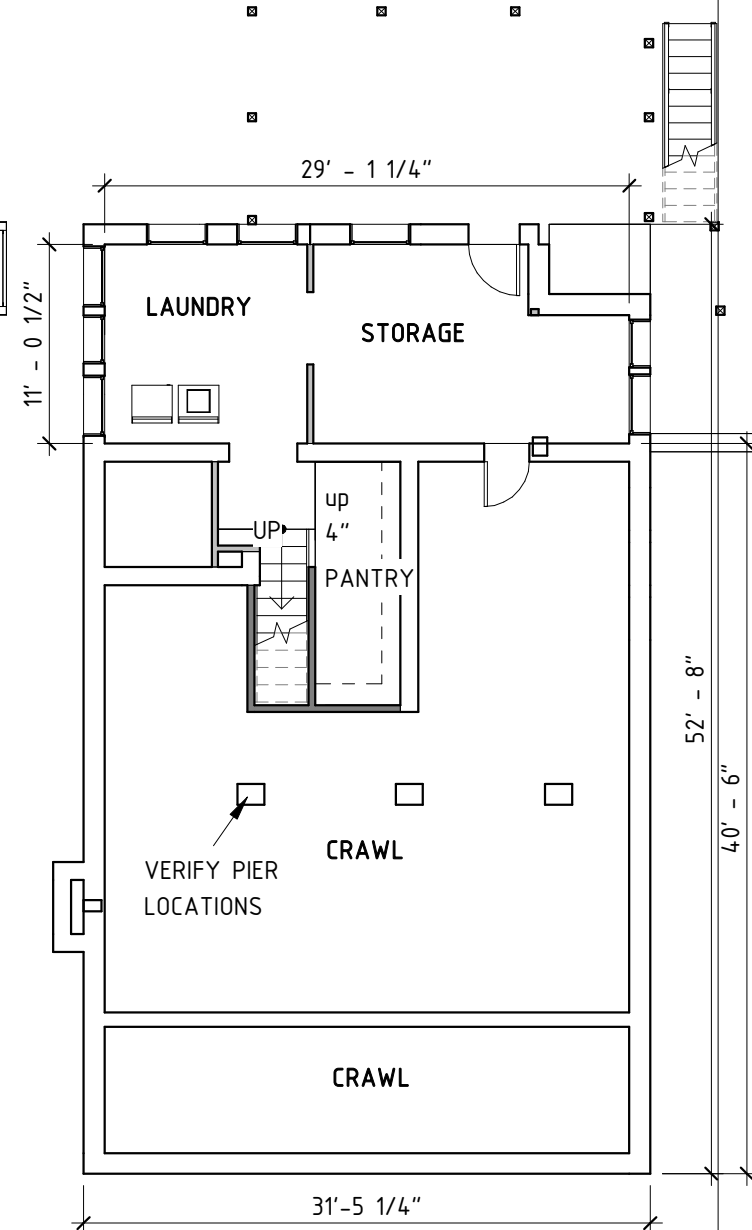 29' - 1 1/4"
LAUNDRY
STORAGE
11' - 0 1/2"
up
4"
UP
PANTRY
52' - 8"
40' - 6"
CRAWL
VERIFY PIER
LOCATIONS
CRAWL
31'-5 1/4"